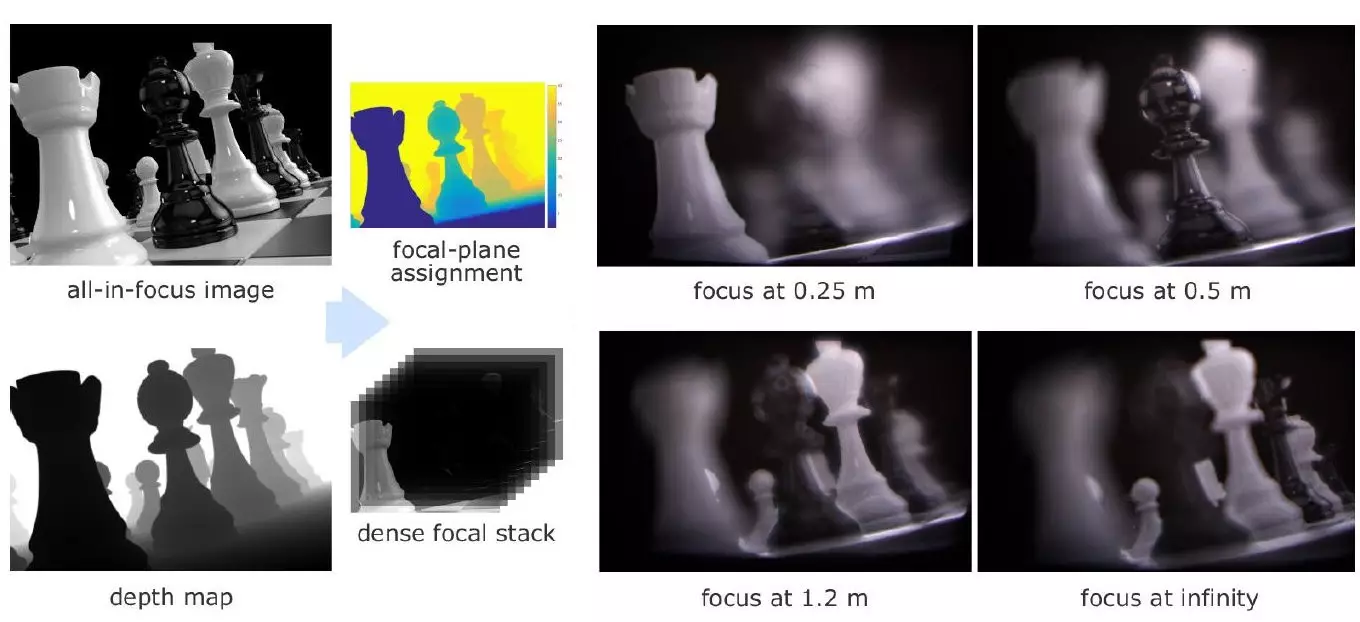 all-in-focus image
focal-plane
assignment
depth map
dense focal stack
focus at 0.25 m
focus at 0.5 m
focus at 1.2 m
focus at infinity